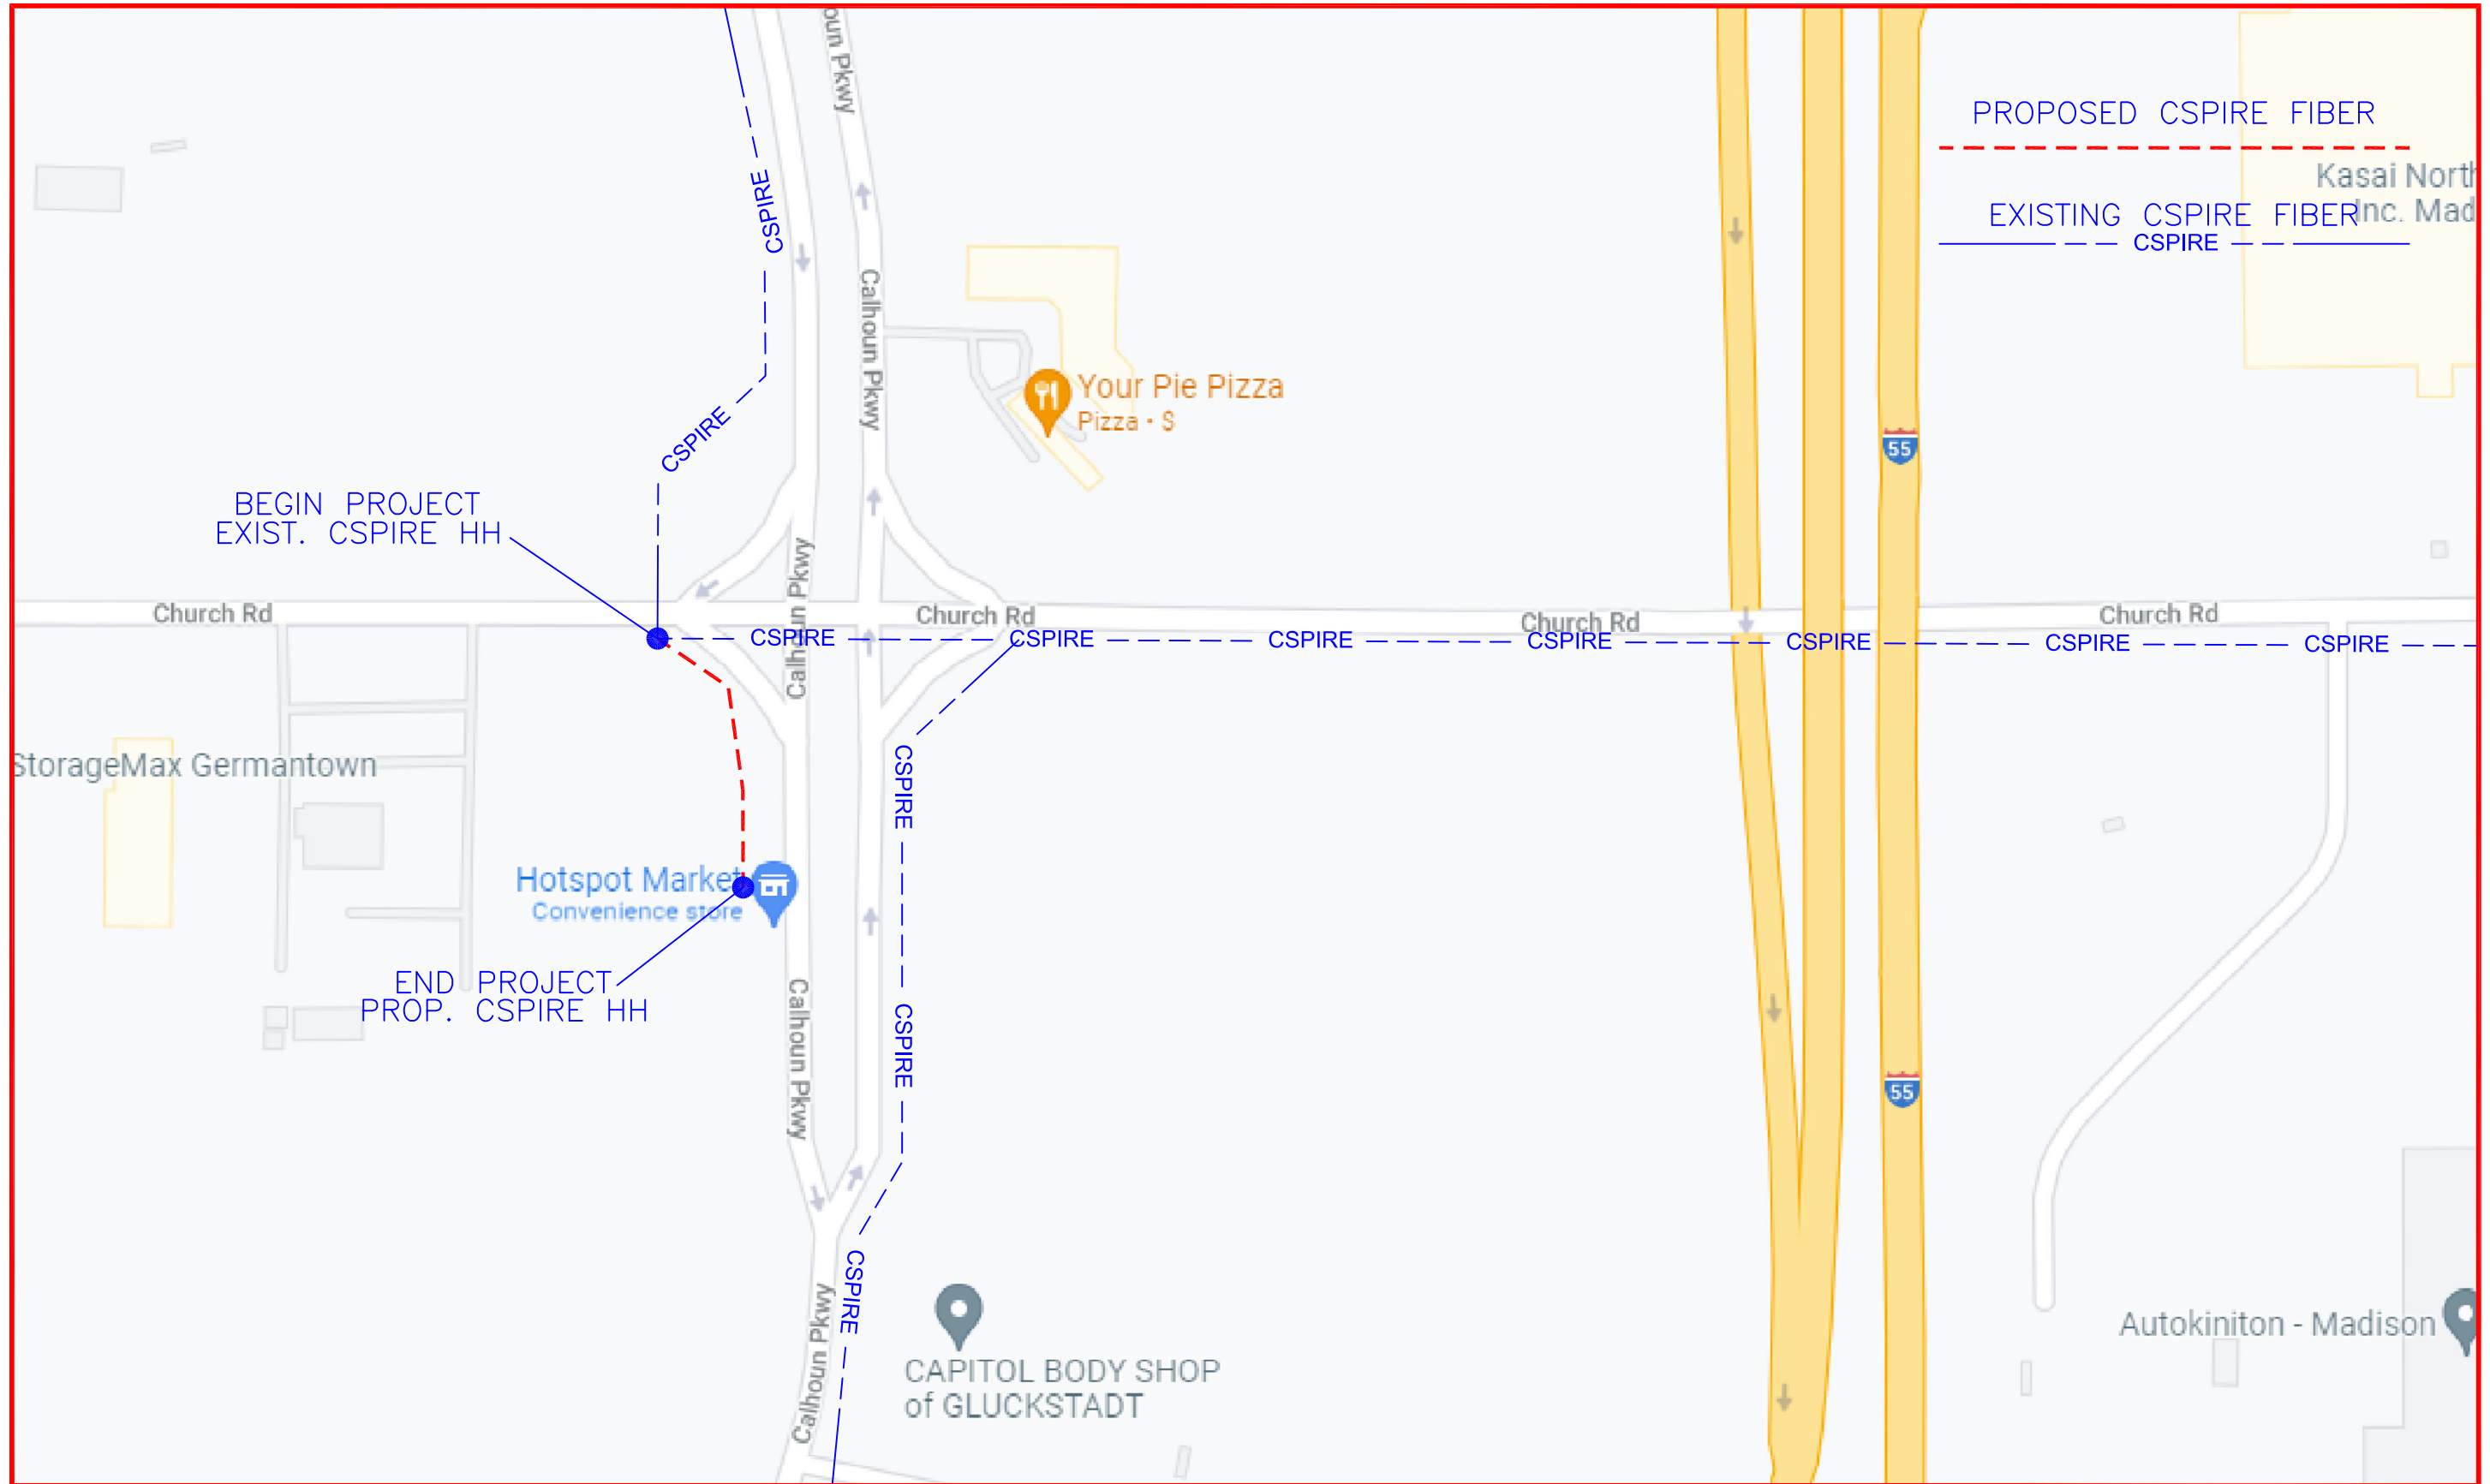 oun Pkwy
PROPOSED CSPIRE FIBER
Kasai North
Inc. Mad
EXISTING CSPIRE FIBER
CSPIRE
CSPIRE
Calhoun Pkwy
Your Pie Pizza
Pizza • $
CSPIRE
55
BEGIN PROJECT
EXIST. CSPIRE HH
Calhoun Pkwy
Church Rd
Church Rd
Church Rd
Church Rd
CSPIRE
CSPIRE
CSPIRE
CSPIRE
CSPIRE
CSPIRE
CSPIRE
StorageMax Germantown
CSPIRE
Hotspot Market
Convenience store
END PROJECT
PROP. CSPIRE HH
Calhoun Pkwy
CSPIRE
55
CSPIRE
Calhoun Pkwy
CAPITOL BODY SHOP
of GLUCKSTADT
Autokiniton - Madison